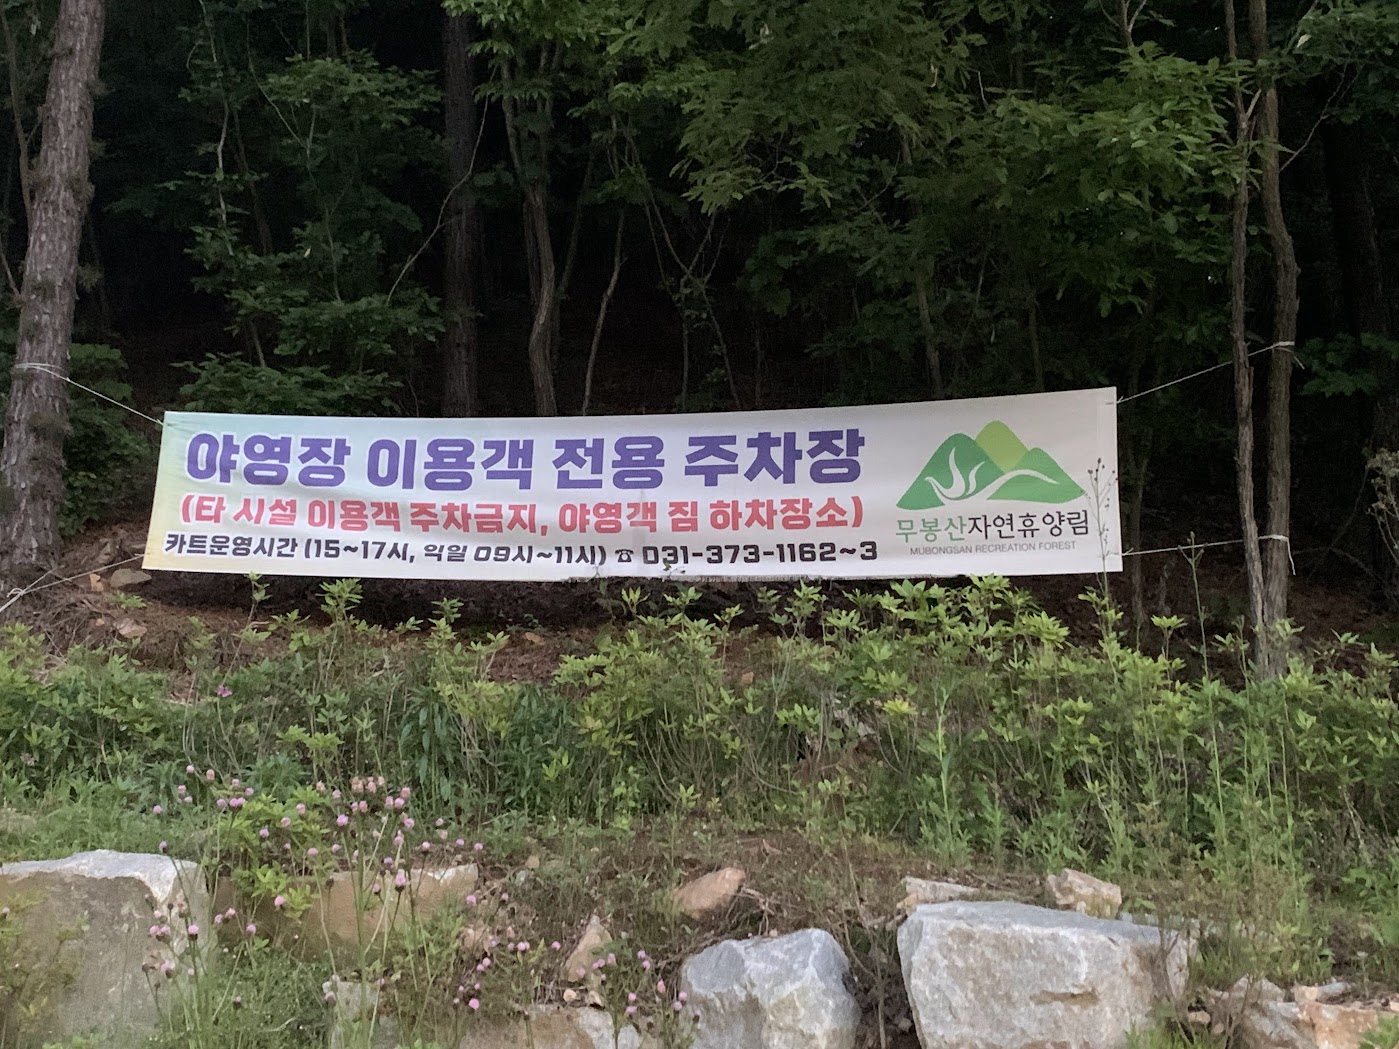 야영장 이용객 전용 주차장
(타 시설 이용객 주차금지, 야영객 짐 하차장소)
카트운영시간 (15~17시, 익일 09시~11시) ☎ 031-373-1162~3
무봉산자연휴양림
MUBONGSAN RECREATION FOREST